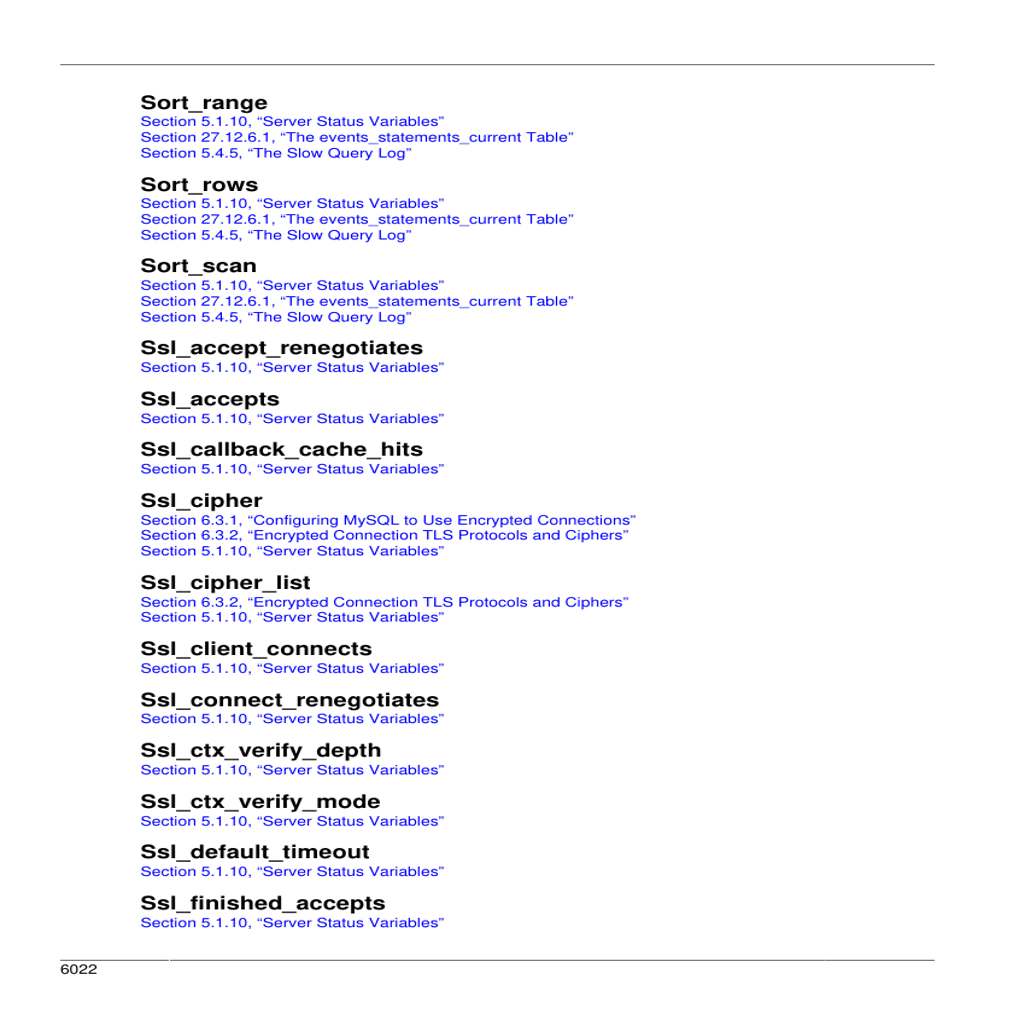 Sort_range
Section 5.1.10, “Server Status Variables”
Section 27.12.6.1, “The events_statements_current Table”
Section 5.4.5, “The Slow Query Log”
Sort_rows
Section 5.1.10, “Server Status Variables”
Section 27.12.6.1, “The events_statements_current Table”
Section 5.4.5, “The Slow Query Log”
Sort_scan
Section 5.1.10, “Server Status Variables”
Section 27.12.6.1, “The events_statements_current Table”
Section 5.4.5, “The Slow Query Log”
Ssl_accept_renegotiates
Section 5.1.10, “Server Status Variables”
Ssl_accepts
Section 5.1.10, “Server Status Variables”
Ssl_callback_cache_hits
Section 5.1.10, “Server Status Variables”
Ssl_cipher
Section 6.3.1, “Configuring MySQL to Use Encrypted Connections”
Section 6.3.2, “Encrypted Connection TLS Protocols and Ciphers”
Section 5.1.10, “Server Status Variables”
Ssl_cipher_list
Section 6.3.2, “Encrypted Connection TLS Protocols and Ciphers”
Section 5.1.10, “Server Status Variables”
Ssl_client_connects
Section 5.1.10, “Server Status Variables”
Ssl_connect_renegotiates
Section 5.1.10, “Server Status Variables”
Ssl_ctx_verify_depth
Section 5.1.10, “Server Status Variables”
Ssl_ctx_verify_mode
Section 5.1.10, “Server Status Variables”
Ssl_default_timeout
Section 5.1.10, “Server Status Variables”
Ssl_finished_accepts
Section 5.1.10, “Server Status Variables”
6022